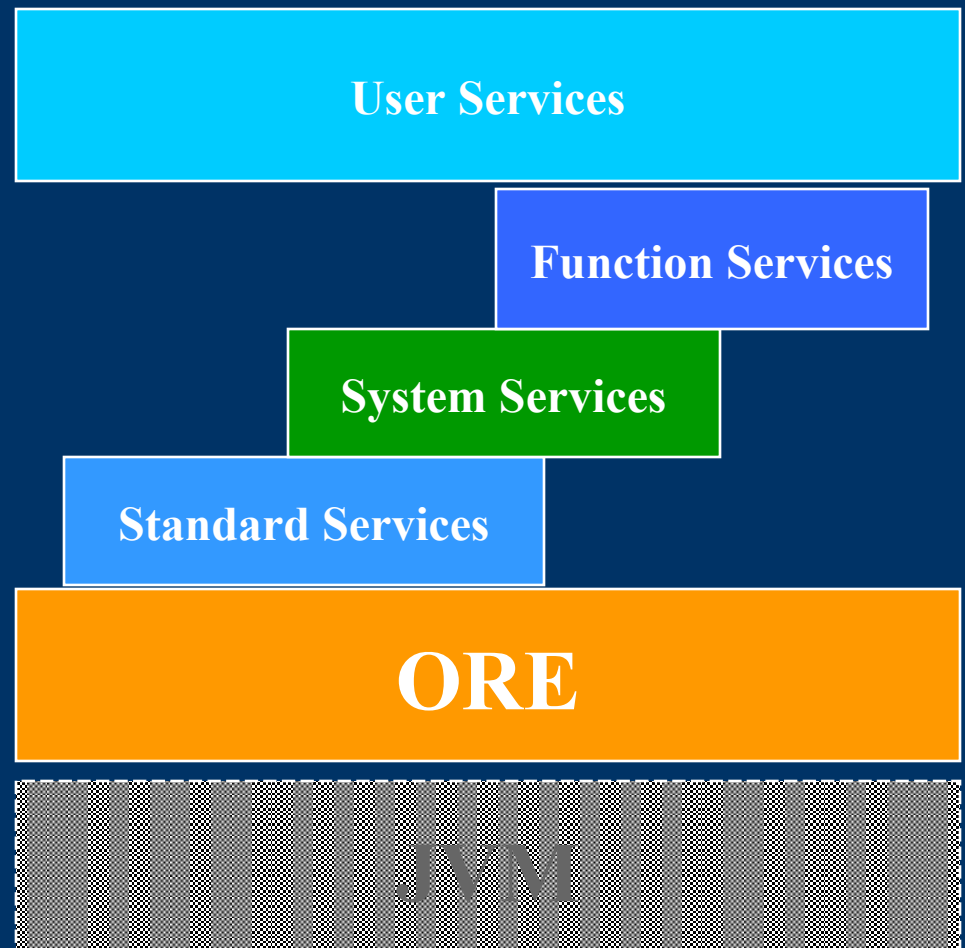 User Services
Function Services
System Services
Standard Services
ORE
JVM